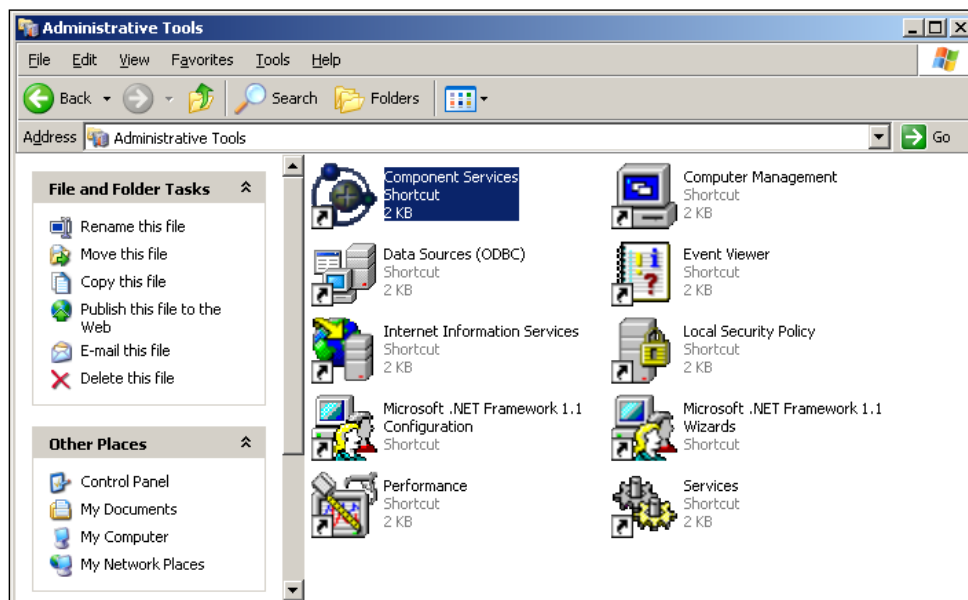 Administrative Tools
File Edit View Favorites Tools Help
Back Search Folders
Address Administrative Tools Go
File and Folder Tasks
Rename this file
Move this file
Copy this file
Publish this file to the
Web
E-mail this file
Delete this file
Other Places
Control Panel
My Documents
My Computer
My Network Places
Component Services
Shortcut
2 KB
Computer Management
Shortcut
2 KB
Data Sources (ODBC)
Shortcut
2 KB
Event Viewer
Shortcut
2 KB
Internet Information Services
Shortcut
2 KB
Local Security Policy
Shortcut
2 KB
Microsoft .NET Framework 1.1
Configuration
Shortcut
Microsoft .NET Framework 1.1
Wizards
Shortcut
Performance
Shortcut
2 KB
Services
Shortcut
2 KB